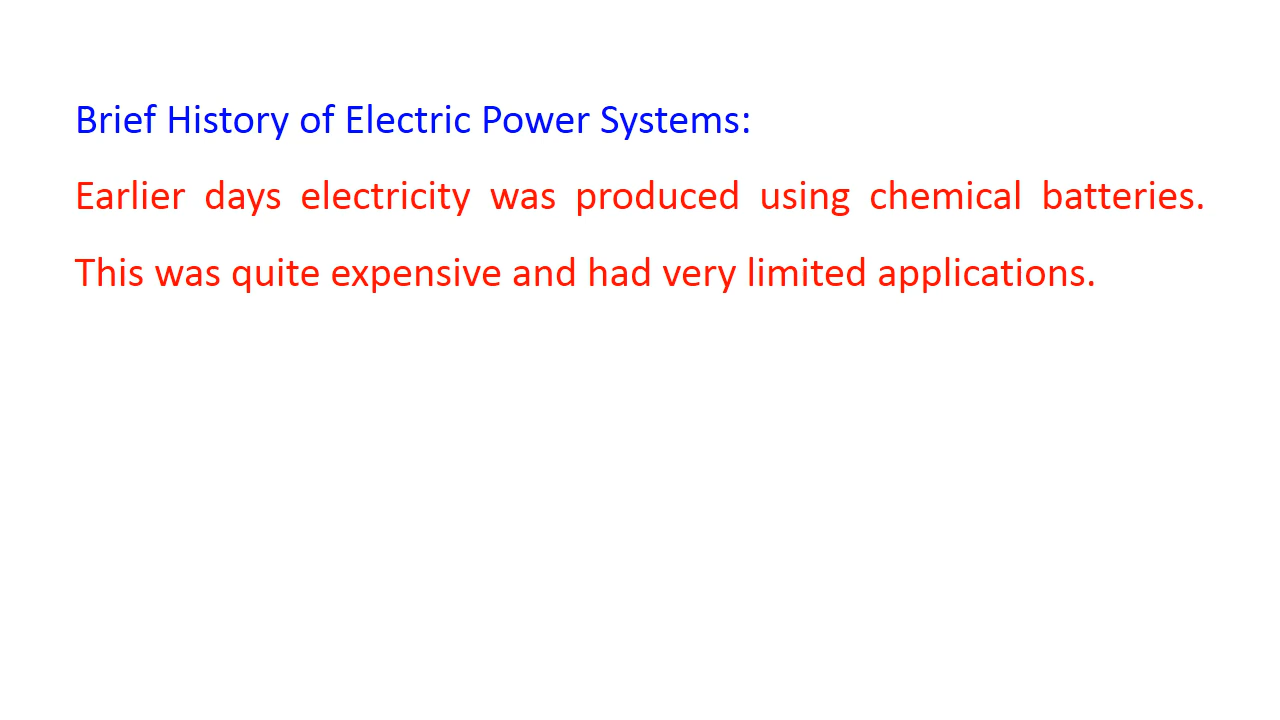 Brief History of Electric Power Systems:
Earlier days electricity was produced using chemical batteries.
This was quite expensive and had very limited applications.